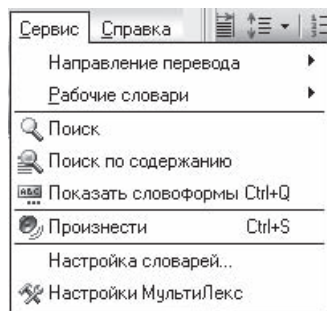 Сервис Справка
Направление перевода
Рабочие словари
Поиск
Поиск по содержанию
Показать словоформы Ctrl+Q
Произнести Ctrl+S
Настройка словарей...
Настройки МультиЛекс